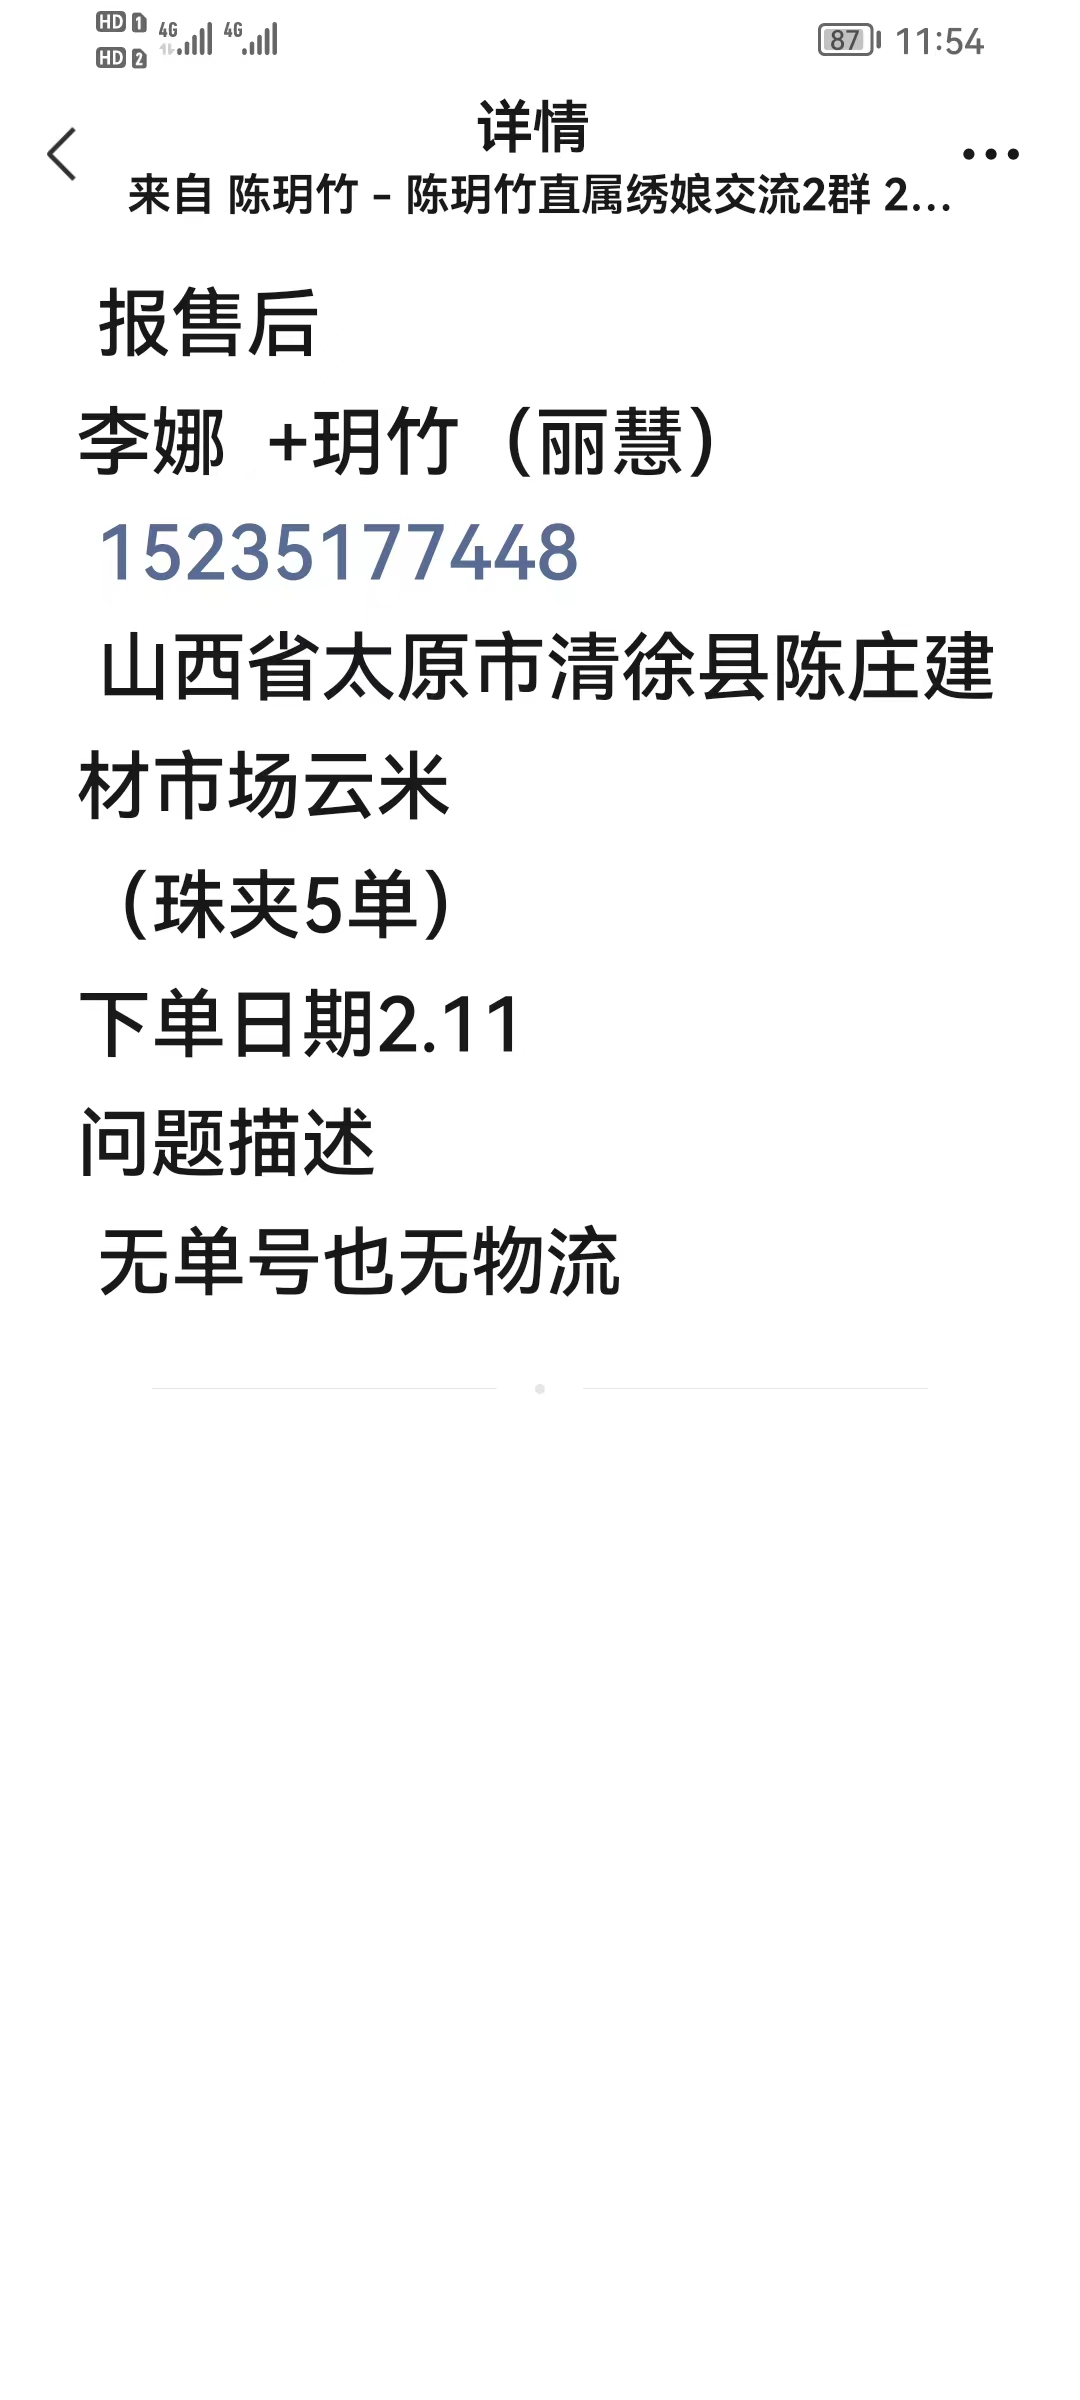 HD 1 4G 4G 87 11:54
HD 2
详情
来自 陈玥竹 - 陈玥竹直属绣娘交流2群 2...
报售后
李娜 +玥竹（丽慧）
15235177448
山西省太原市清徐县陈庄建
材市场云米
（珠夹5单）
下单日期2.11
问题描述
无单号也无物流